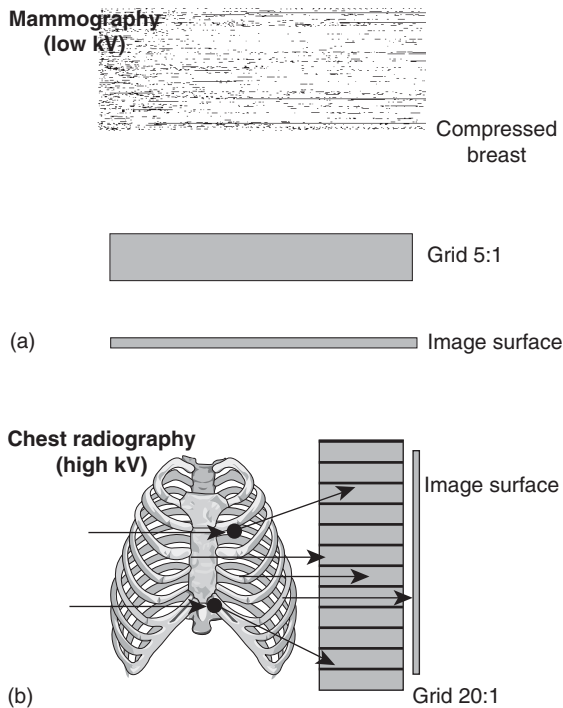 Mammography
(low kV)
Compressed
breast
Grid 5:1
(a)
Image surface
Chest radiography
(high kV)
Image surface
(b)
Grid 20:1